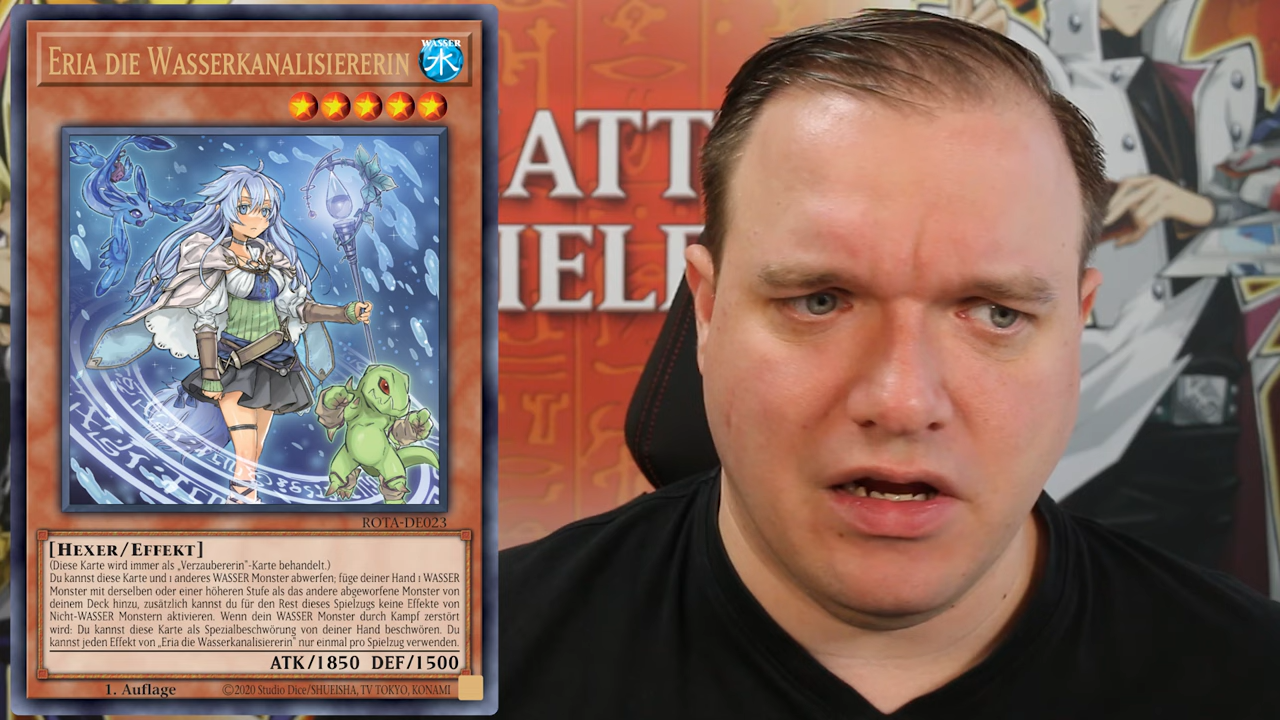 ERIA DIE WASSERKANALISIERERIN
WASSER
水
ROTA-DE023
[HEXER/EFFEKT]
(Diese Karte wird immer als „Verzaubererin"-Karte behandelt.)
Du kannst diese Karte und 1 anderes WASSER Monster abwerfen; füge deiner Hand 1 WASSER
Monster mit derselben oder einer höheren Stufe als das andere abgeworfene Monster von
deinem Deck hinzu, zusätzlich kannst du für den Rest dieses Spielzugs keine Effekte von
Nicht-WASSER Monstern aktivieren. Wenn dein WASSER Monster durch Kampf zerstört
wird: Du kannst diese Karte als Spezialbeschwörung von deiner Hand beschwören. Du
kannst jeden Effekt von „Eria die Wasserkanalisiererin" nur einmal pro Spielzug verwenden.
ATK/1850 DEF/1500
1. Auflage
©2020 Studio Dice/SHUEISHA, TV TOKYO, KONAMI
ATT
IELE